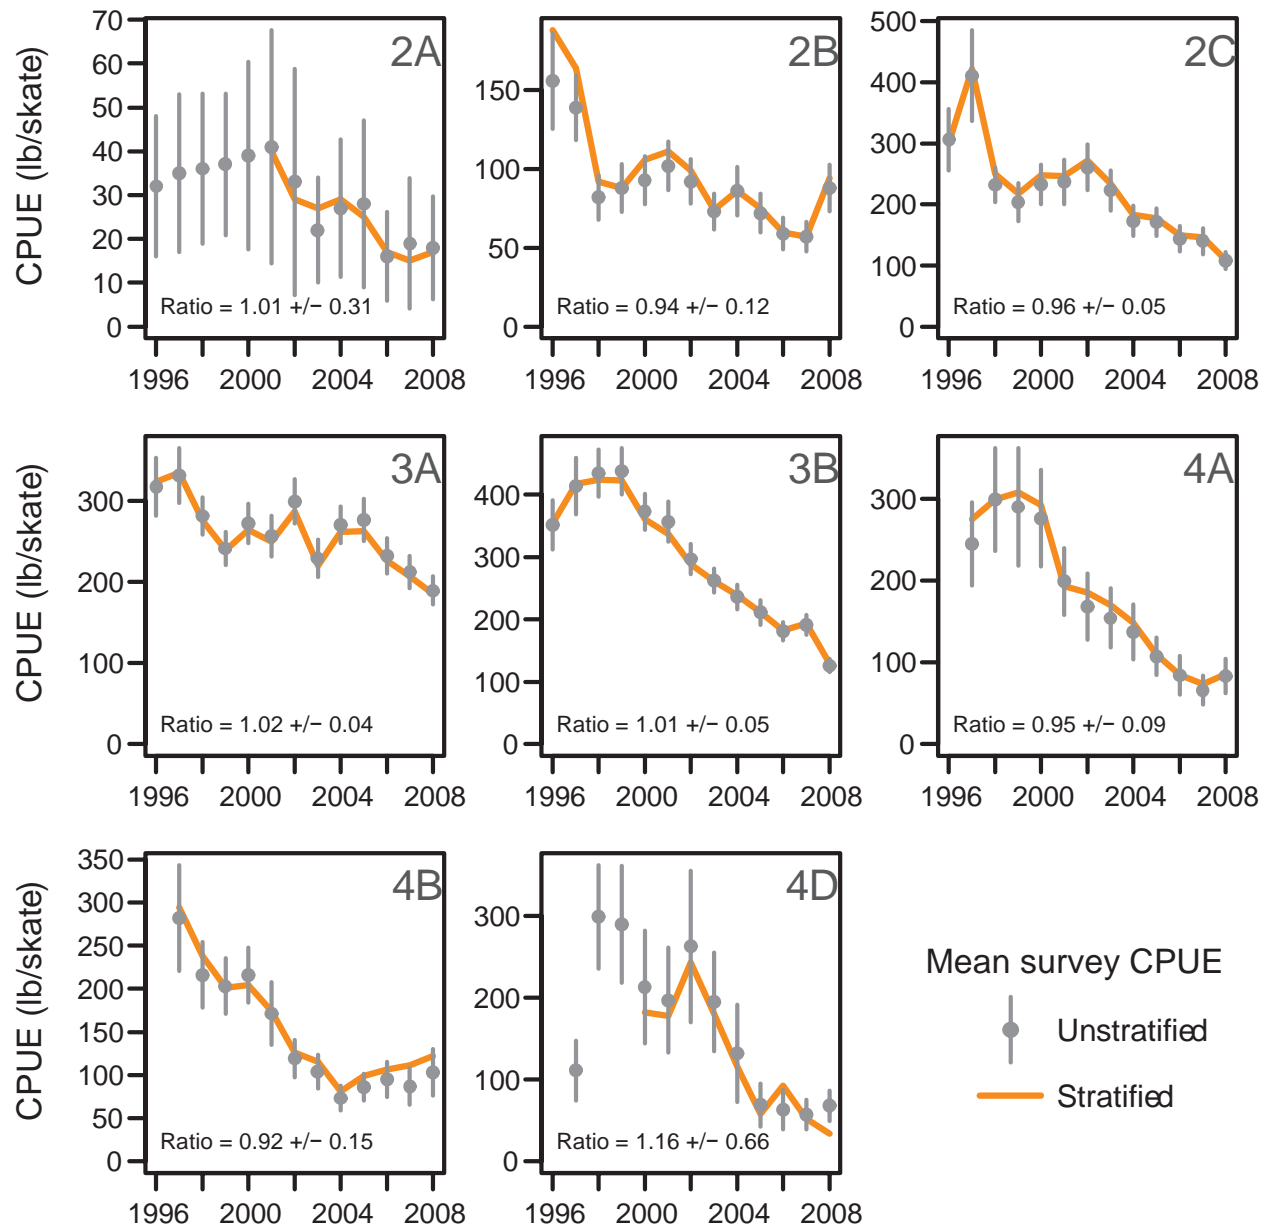 70
60
50
40
30
20
10
0
CPUE (lb/skate)
2A
Ratio = 1.01 +/− 0.31
1996 2000 2004 2008
150
100
50
0
2B
Ratio = 0.94 +/− 0.12
1996 2000 2004 2008
500
400
300
200
100
0
2C
Ratio = 0.96 +/− 0.05
1996 2000 2004 2008
300
200
100
0
CPUE (lb/skate)
3A
Ratio = 1.02 +/− 0.04
1996 2000 2004 2008
400
300
200
100
0
3B
Ratio = 1.01 +/− 0.05
1996 2000 2004 2008
300
200
100
0
4A
Ratio = 0.95 +/− 0.09
1996 2000 2004 2008
350
300
250
200
150
100
50
0
CPUE (lb/skate)
4B
Ratio = 0.92 +/− 0.15
1996 2000 2004 2008
300
200
100
0
4D
Ratio = 1.16 +/− 0.66
1996 2000 2004 2008
Mean survey CPUE
Unstratified
Stratified